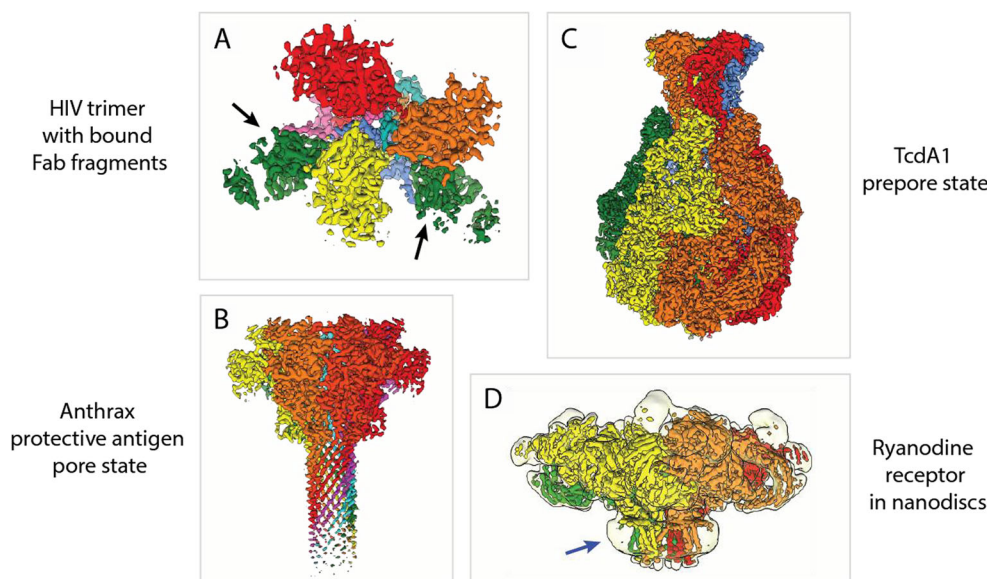 A
HIV trimer
with bound
Fab fragments
C
TcdA1
prepore state
B
Anthrax
protective antigen
pore state
D
Ryanodine
receptor
in nanodiscs